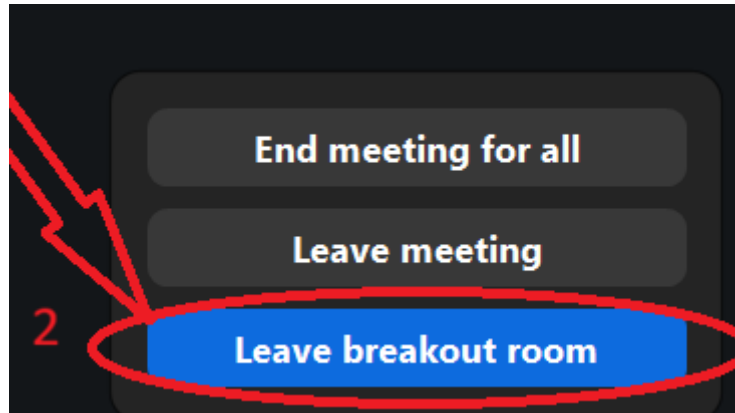 End meeting for all
Leave meeting
2
Leave breakout room